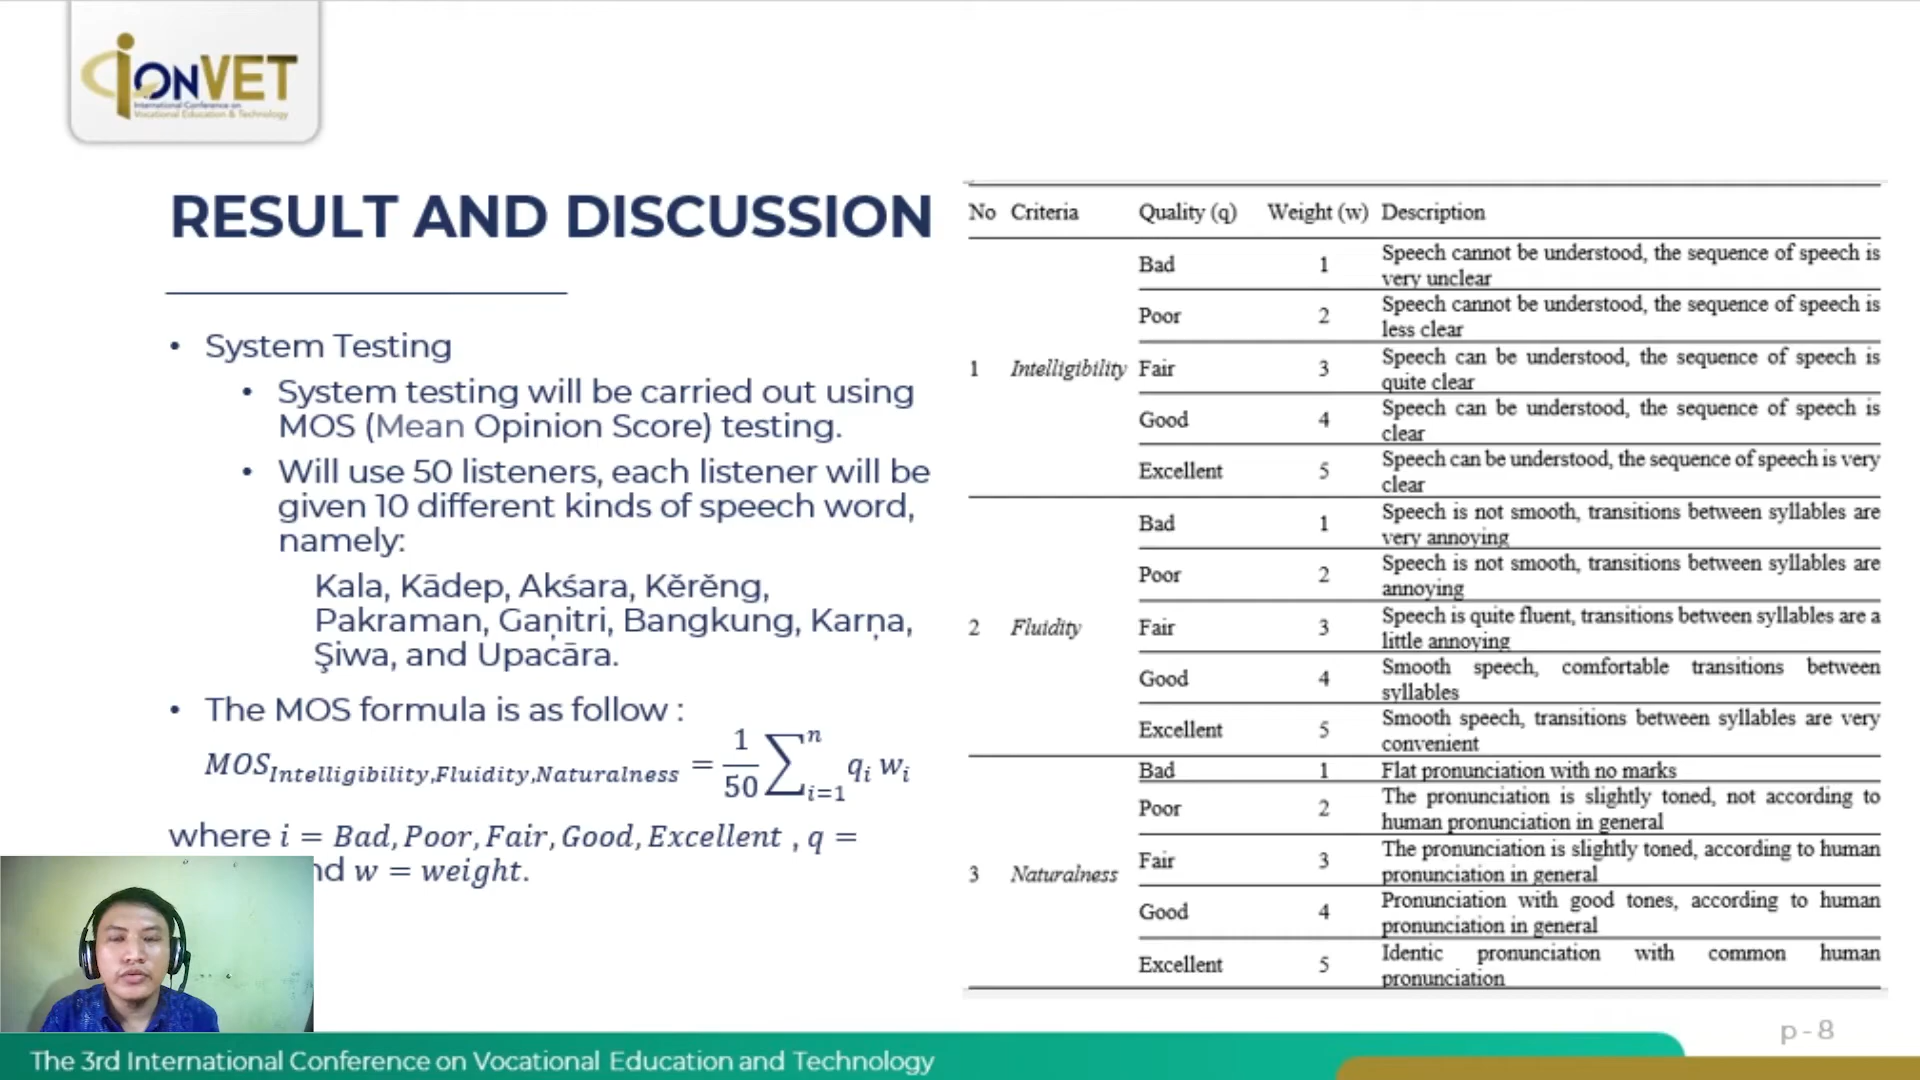 IonVET
International Conference on
Vocational Education & Technology
RESULT AND DISCUSSION
• System Testing
• System testing will be carried out using
MOS (Mean Opinion Score) testing.
• Will use 50 listeners, each listener will be
given 10 different kinds of speech word,
namely:
Kala, Kādep, Akśara, Kěrěng,
Pakraman, Gaņitri, Bangkung, Karņa,
Şiwa, and Upacāra.
• The MOS formula is as follow :
MOS_{Intelligibility,Fluidity,Naturalness} = \frac{1}{50} \sum_{i=1}^{n} q_i w_i
where i = Bad, Poor, Fair, Good, Excellent , q =
nd w = weight.
No Criteria Quality (q) Weight (w) Description
1 Intelligibility
Bad 1 Speech cannot be understood, the sequence of speech is
very unclear
Poor 2 Speech cannot be understood, the sequence of speech is
less clear
Fair 3 Speech can be understood, the sequence of speech is
quite clear
Good 4 Speech can be understood, the sequence of speech is
clear
Excellent 5 Speech can be understood, the sequence of speech is very
clear
2 Fluidity
Bad 1 Speech is not smooth, transitions between syllables are
very annoying
Poor 2 Speech is not smooth, transitions between syllables are
annoying
Fair 3 Speech is quite fluent, transitions between syllables are a
little annoying
Good 4 Smooth speech, comfortable transitions between
syllables
Excellent 5 Smooth speech, transitions between syllables are very
convenient
3 Naturalness
Bad 1 Flat pronunciation with no marks
Poor 2 The pronunciation is slightly toned, not according to
human pronunciation in general
Fair 3 The pronunciation is slightly toned, according to human
pronunciation in general
Good 4 Pronunciation with good tones, according to human
pronunciation in general
Excellent 5 Identic pronunciation with common human
pronunciation
p - 8
The 3rd International Conference on Vocational Education and Technology